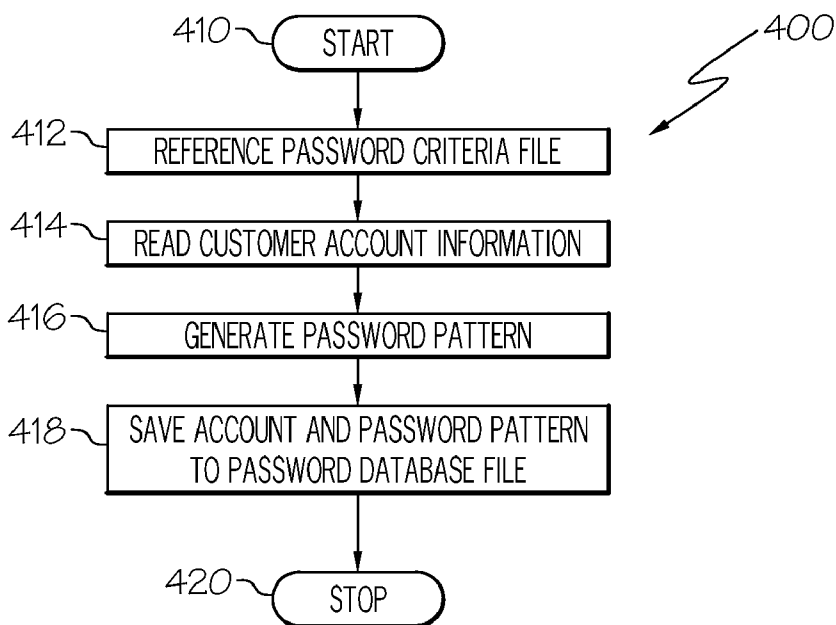 410
START
400
412
REFERENCE PASSWORD CRITERIA FILE
414
READ CUSTOMER ACCOUNT INFORMATION
416
GENERATE PASSWORD PATTERN
418
SAVE ACCOUNT AND PASSWORD PATTERN
TO PASSWORD DATABASE FILE
420
STOP